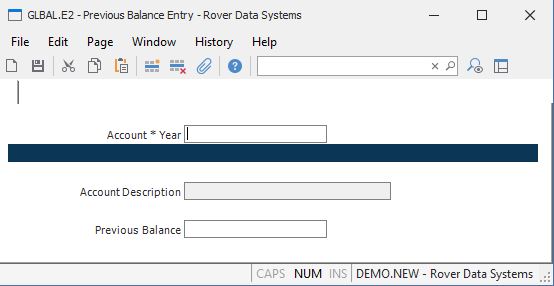 GLBAL.E2 - Previous Balance Entry - Rover Data Systems
File Edit Page Window History Help
Account * Year
Account Description
Previous Balance
CAPS NUM INS DEMO.NEW - Rover Data Systems